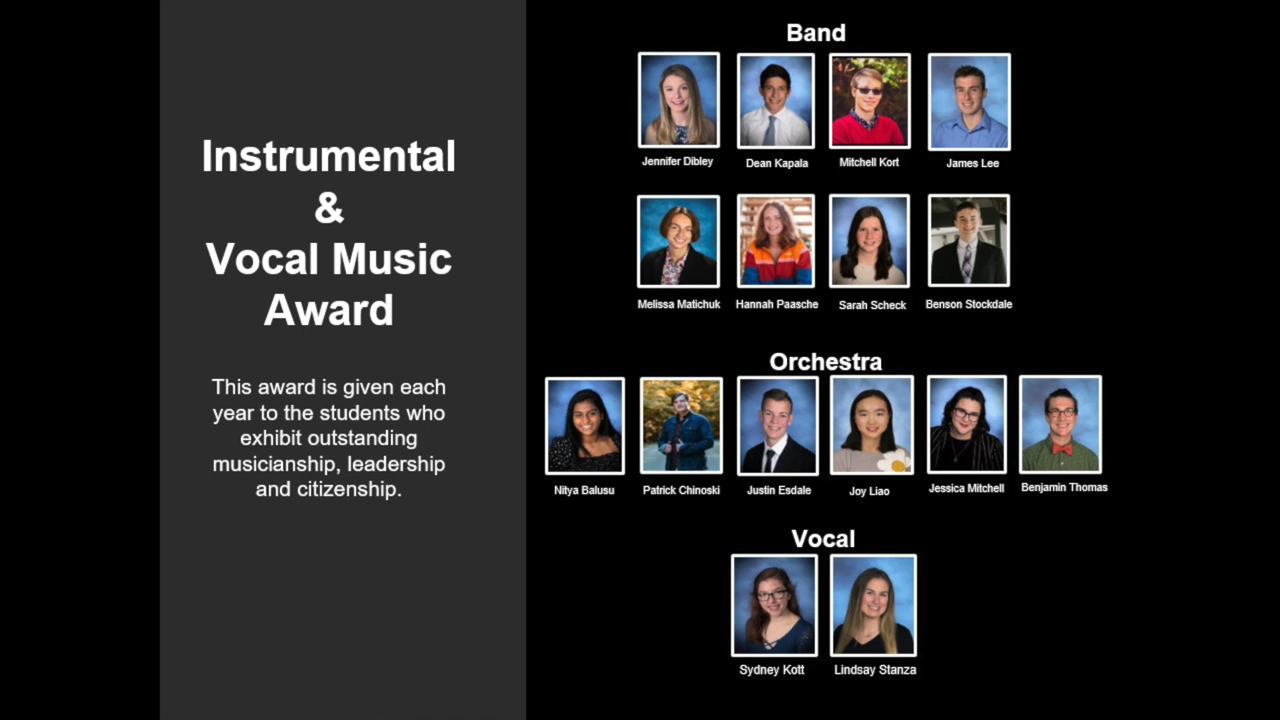 Instrumental
&
Vocal Music
Award
This award is given each
year to the students who
exhibit outstanding
musicianship, leadership
and citizenship.
Band
Jennifer Dibley
Dean Kapala
Mitchell Kort
James Lee
Melissa Matichuk
Hannah Paasche
Sarah Scheck
Benson Stockdale
Orchestra
Nitya Balusu
Patrick Chinoski
Justin Esdale
Joy Liao
Jessica Mitchell
Benjamin Thomas
Vocal
Sydney Kott
Lindsay Stanza